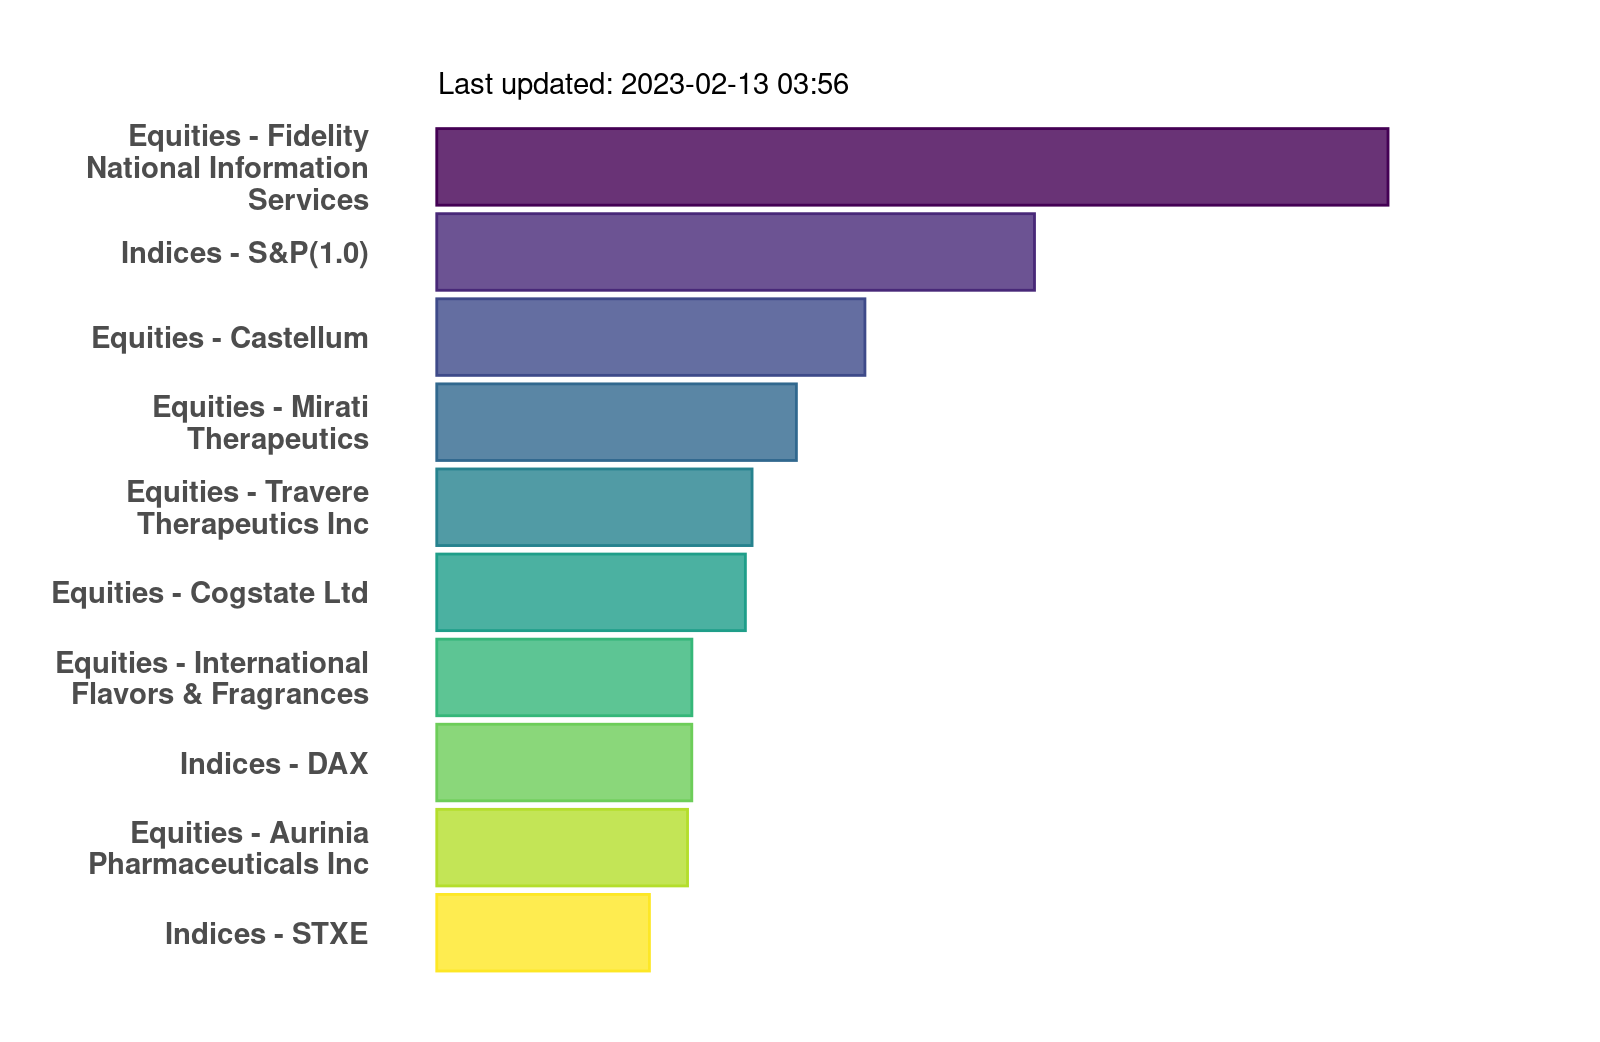 Last updated: 2023-02-13 03:56
Equities - Fidelity
National Information
Services
Indices - S&P(1.0)
Equities - Castellum
Equities - Mirati
Therapeutics
Equities - Travere
Therapeutics Inc
Equities - Cogstate Ltd
Equities - International
Flavors & Fragrances
Indices - DAX
Equities - Aurinia
Pharmaceuticals Inc
Indices - STXE